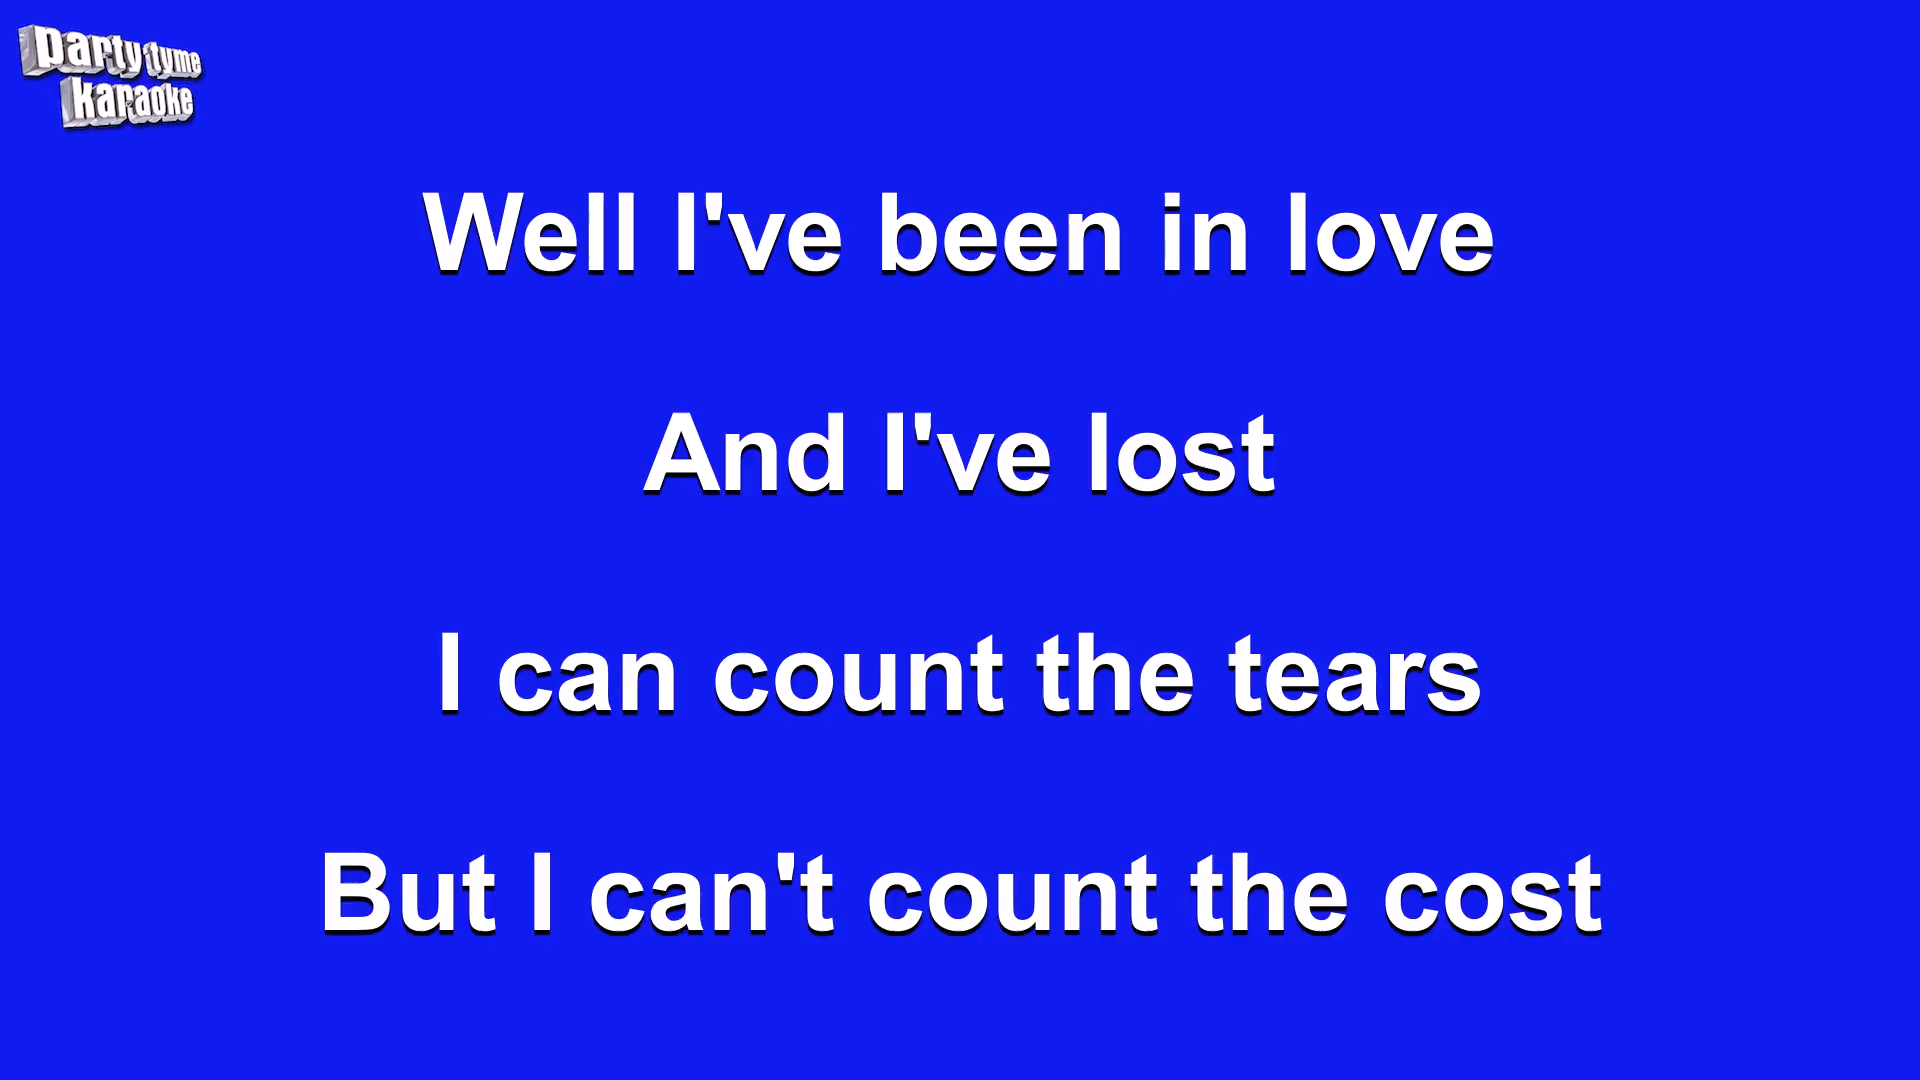 party tyme
karaoke
Well I've been in love
And I've lost
I can count the tears
But I can't count the cost